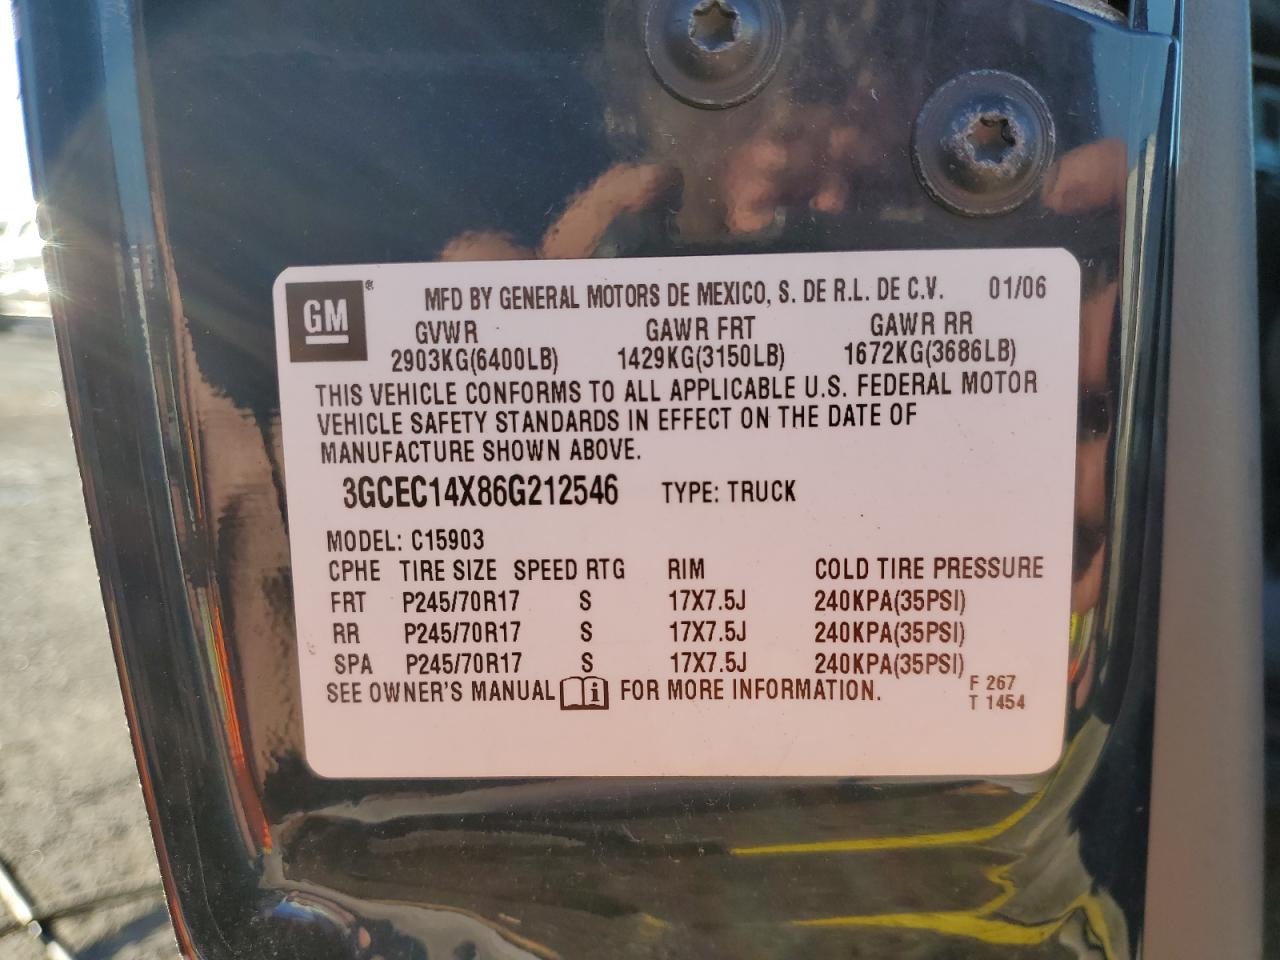 GM ® MFD BY GENERAL MOTORS DE MEXICO, S. DE R.L. DE C.V. 01/06
GVWR GAWR FRT GAWR RR
2903KG(6400LB) 1429KG(3150LB) 1672KG(3686LB)
THIS VEHICLE CONFORMS TO ALL APPLICABLE U.S. FEDERAL MOTOR
VEHICLE SAFETY STANDARDS IN EFFECT ON THE DATE OF
MANUFACTURE SHOWN ABOVE.
3GCEC14X86G212546 TYPE: TRUCK
MODEL: C15903
CPHE TIRE SIZE SPEED RTG RIM COLD TIRE PRESSURE
FRT P245/70R17 S 17X7.5J 240KPA(35PSI)
RR P245/70R17 S 17X7.5J 240KPA(35PSI)
SPA P245/70R17 S 17X7.5J 240KPA(35PSI)
SEE OWNER'S MANUAL i FOR MORE INFORMATION.
F 267
T 1454